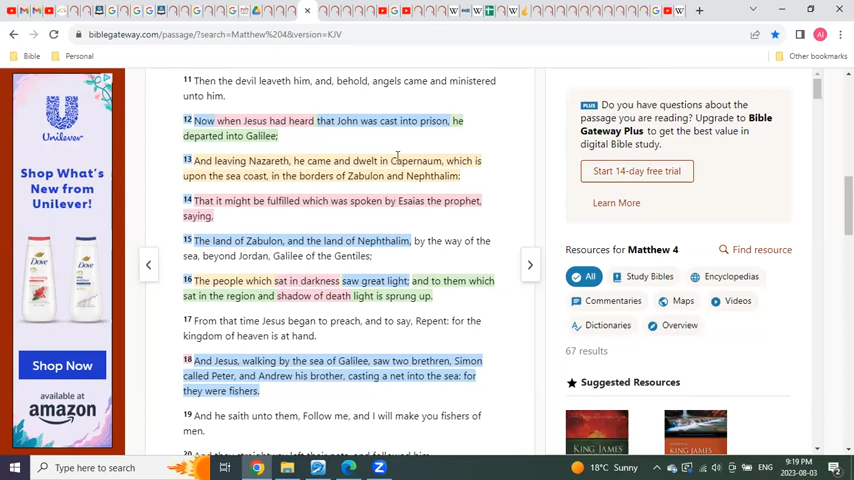 biblegateway.com/passage/?search=Matthew%204&version=KJV
Bible
Personal
Other bookmarks
Unilever
Shop What's
New from
Unilever!
Shop Now
available at
amazon
11 Then the devil leaveth him, and, behold, angels came and ministered
unto him.
12 Now when Jesus had heard that John was cast into prison, he
departed into Galilee;
13 And leaving Nazareth, he came and dwelt in Capernaum, which is
upon the sea coast, in the borders of Zabulon and Nephthalim:
14 That it might be fulfilled which was spoken by Esaias the prophet,
saying,
15 The land of Zabulon, and the land of Nephthalim, by the way of the
sea, beyond Jordan, Galilee of the Gentiles;
16 The people which sat in darkness saw great light; and to them which
sat in the region and shadow of death light is sprung up.
17 From that time Jesus began to preach, and to say, Repent: for the
kingdom of heaven is at hand.
18 And Jesus, walking by the sea of Galilee, saw two brethren, Simon
called Peter, and Andrew his brother, casting a net into the sea: for
they were fishers.
19 And he saith unto them, Follow me, and I will make you fishers of
men.
PLUS Do you have questions about the
passage you are reading? Upgrade to Bible
Gateway Plus to get the best value in
digital Bible study.
Start 14-day free trial
Learn More
Resources for Matthew 4
Find resource
All
Study Bibles
Encyclopedias
Commentaries
Maps
Videos
Dictionaries
Overview
67 results
Suggested Resources
KING JAMES
KING JAMES
Type here to search
18°C Sunny
ENG
9:19 PM
2023-08-03